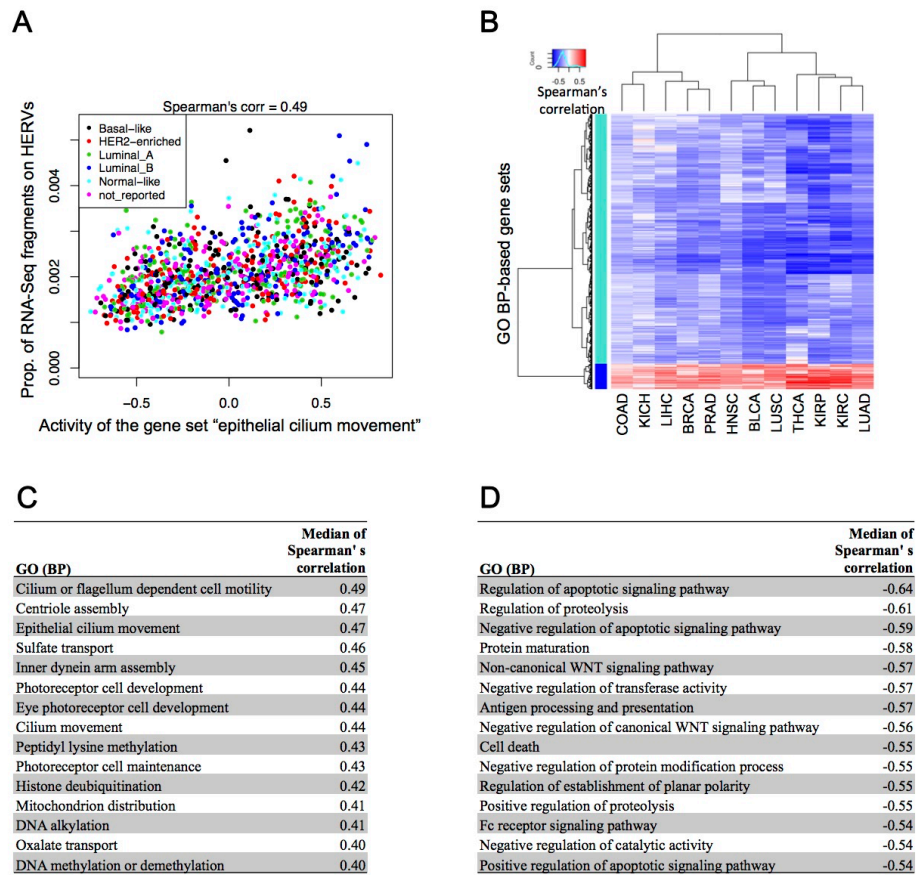 A
Spearman's corr = 0.49
Basal-like
HER2-enriched
Luminal_A
Luminal_B
Normal-like
not_reported
Prop. of RNA-Seq fragments on HERVs
0.004
0.002
0.000
-0.5
0.0
0.5
Activity of the gene set "epithelial cilium movement"
B
Count
0
-0.5 0 0.5
Spearman's
correlation
GO BP-based gene sets
COAD
KICH
LIHC
BRCA
PRAD
HNSC
BLCA
LUSC
THCA
KIRP
KIRC
LUAD
C
Median of
Spearman' s
GO (BP) correlation
Cilium or flagellum dependent cell motility 0.49
Centriole assembly 0.47
Epithelial cilium movement 0.47
Sulfate transport 0.46
Inner dynein arm assembly 0.45
Photoreceptor cell development 0.44
Eye photoreceptor cell development 0.44
Cilium movement 0.44
Peptidyl lysine methylation 0.43
Photoreceptor cell maintenance 0.43
Histone deubiquitination 0.42
Mitochondrion distribution 0.41
DNA alkylation 0.41
Oxalate transport 0.40
DNA methylation or demethylation 0.40
D
Median of
Spearman' s
GO (BP) correlation
Regulation of apoptotic signaling pathway -0.64
Regulation of proteolysis -0.61
Negative regulation of apoptotic signaling pathway -0.59
Protein maturation -0.58
Non-canonical WNT signaling pathway -0.57
Negative regulation of transferase activity -0.57
Antigen processing and presentation -0.57
Negative regulation of canonical WNT signaling pathway -0.56
Cell death -0.55
Negative regulation of protein modification process -0.55
Regulation of establishment of planar polarity -0.55
Positive regulation of proteolysis -0.55
Fc receptor signaling pathway -0.54
Negative regulation of catalytic activity -0.54
Positive regulation of apoptotic signaling pathway -0.54